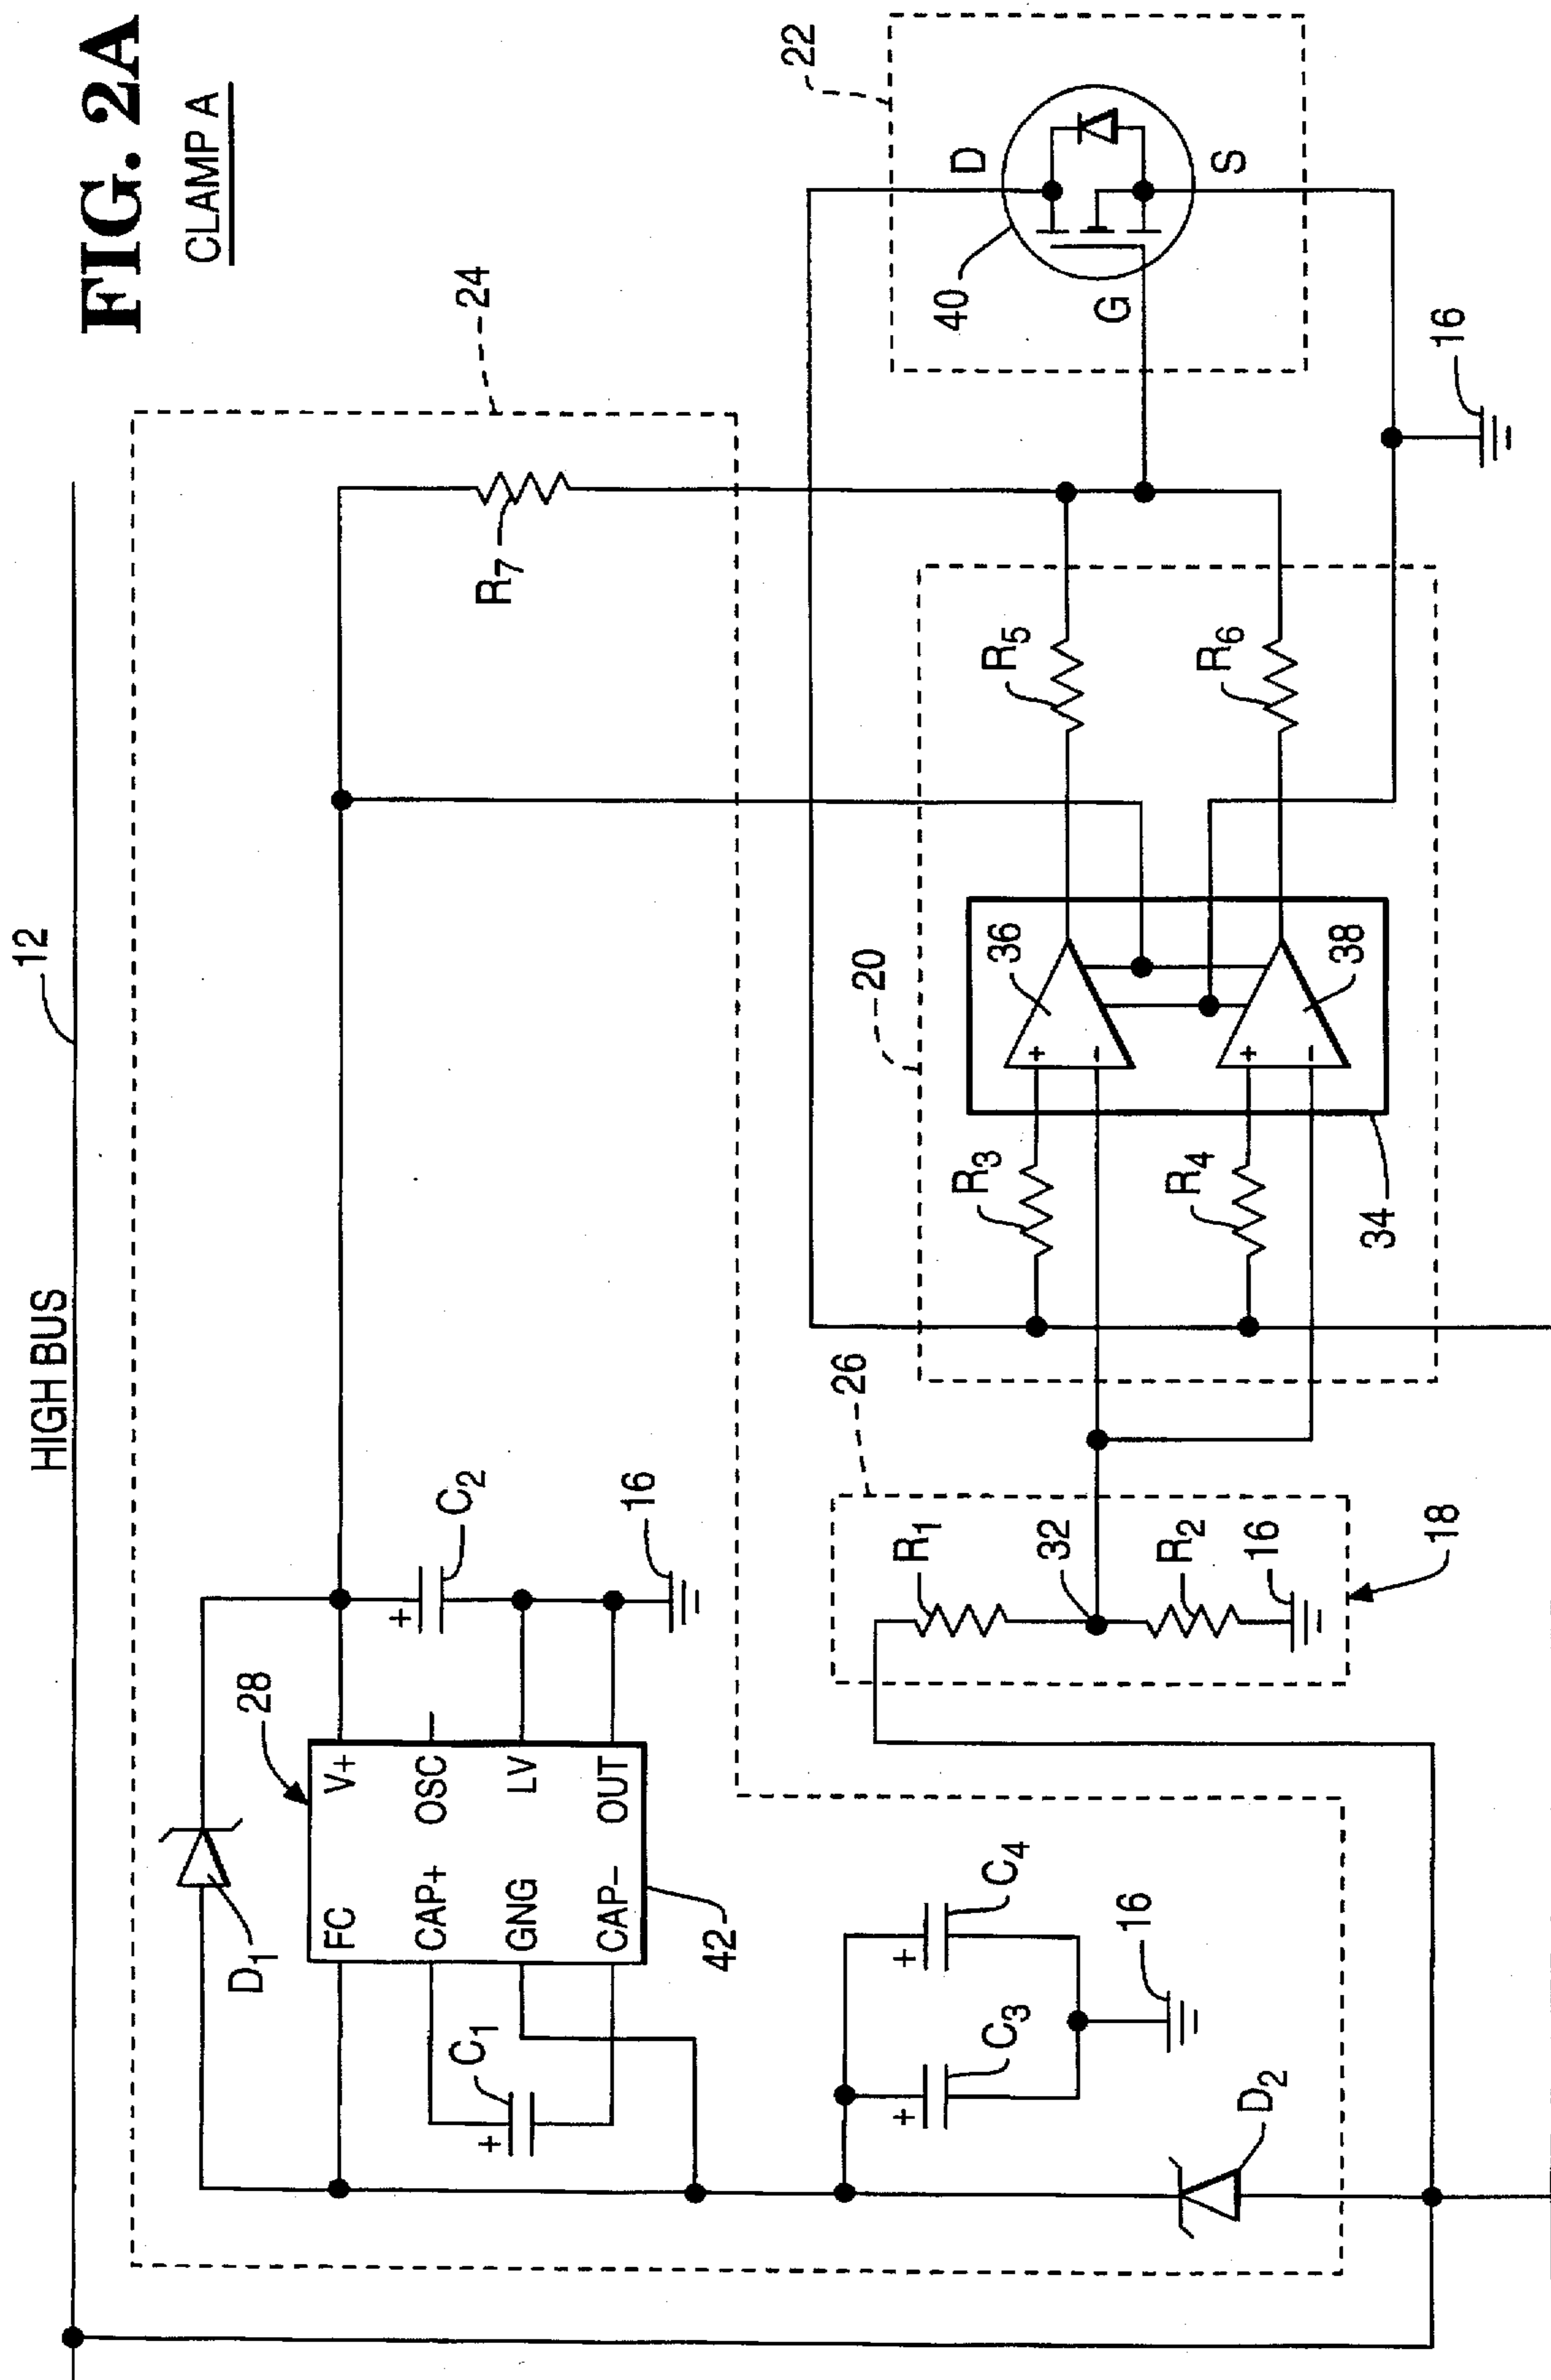 FIG. 2A
CLAMP A
12
HIGH BUS
24
22
D
40
G
S
16
R7
28
D1
FC
V+
CAP+
OSC
GNG
LV
CAP-
OUT
42
+
C1
+
C2
16
+
C3
+
C4
16
D2
26
R1
32
R2
16
18
20
R3
R4
36
+
-
38
+
-
34
R5
R6